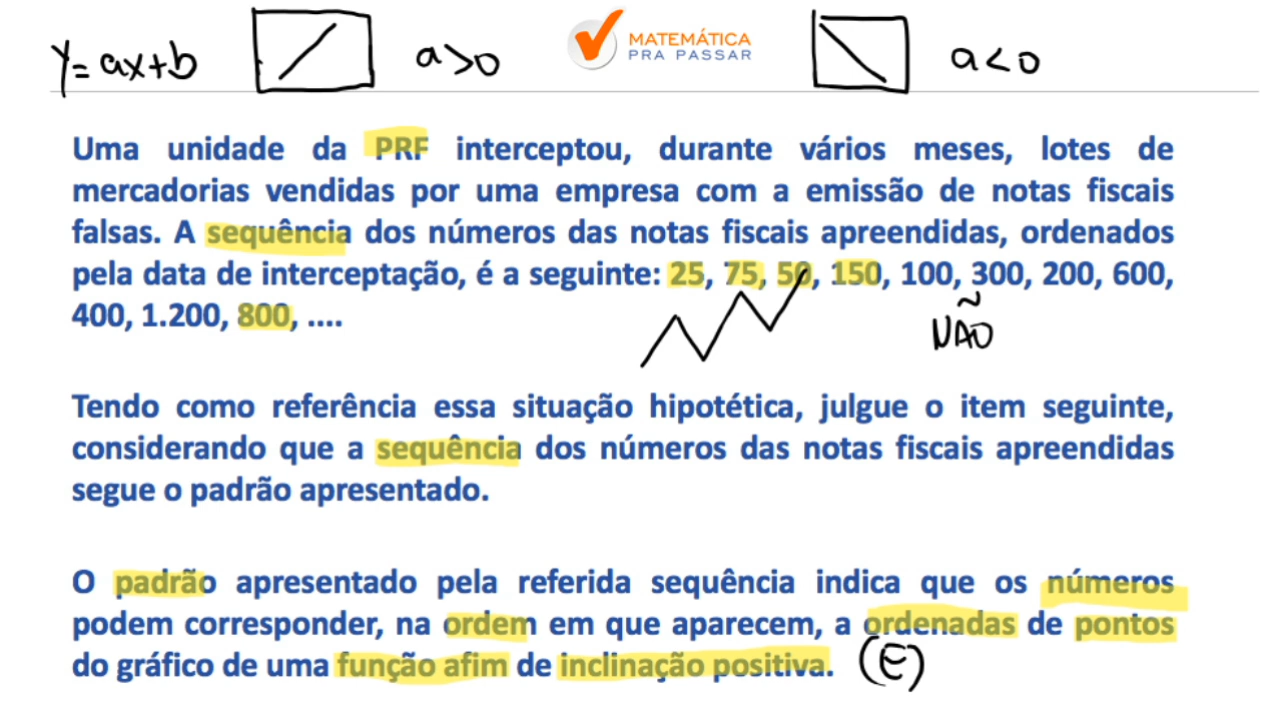 y=ax+b
a>0
MATEMÁTICA
PRA PASSAR
a<0
Uma unidade da PRF interceptou, durante vários meses, lotes de
mercadorias vendidas por uma empresa com a emissão de notas fiscais
falsas. A sequência dos números das notas fiscais apreendidas, ordenados
pela data de interceptação, é a seguinte: 25, 75, 50, 150, 100, 300, 200, 600,
400, 1.200, 800, ....
NÃO
Tendo como referência essa situação hipotética, julgue o item seguinte,
considerando que a sequência dos números das notas fiscais apreendidas
segue o padrão apresentado.
O padrão apresentado pela referida sequência indica que os números
podem corresponder, na ordem em que aparecem, a ordenadas de pontos
do gráfico de uma função afim de inclinação positiva. (E)